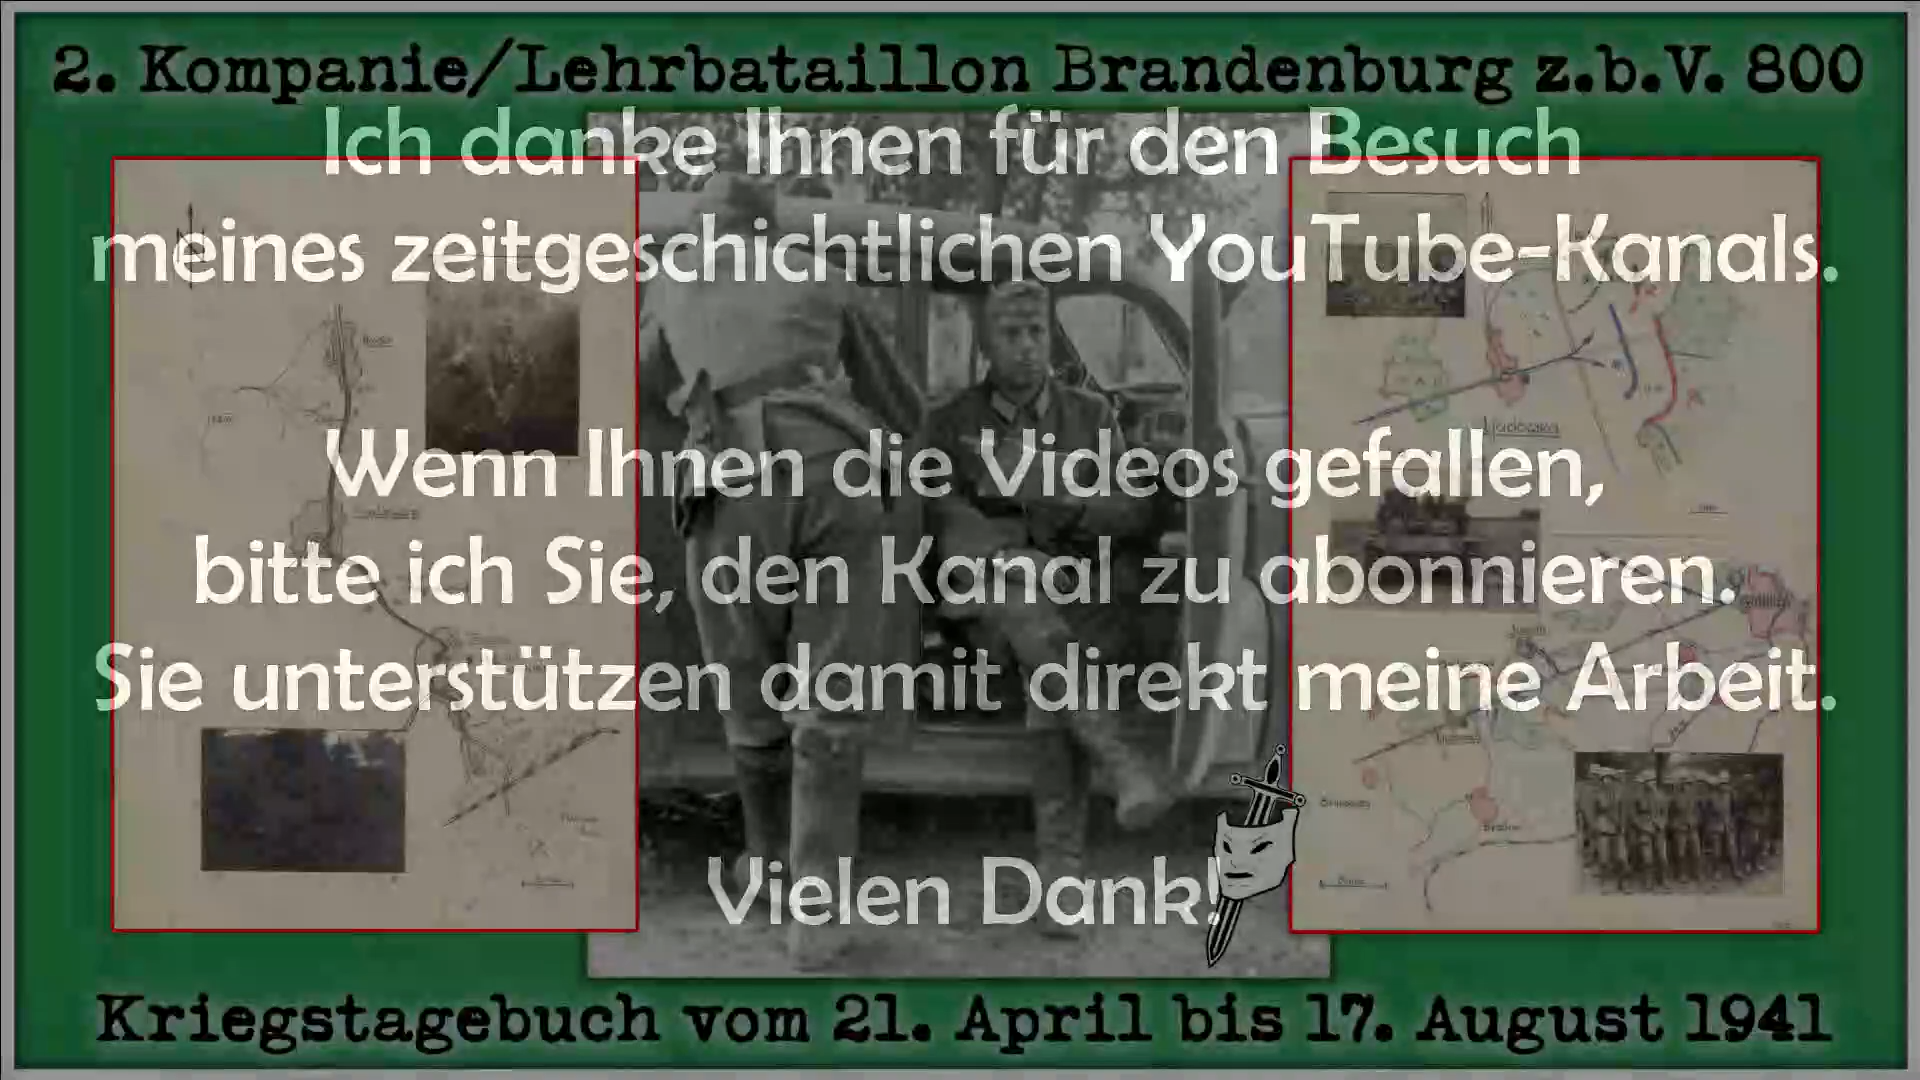 2. Kompanie/Lehrbataillon Brandenburg z.b.V. 800
Ich danke Ihnen für den Besuch
meines zeitgeschichtlichen YouTube-Kanals.
Wenn Ihnen die Videos gefallen,
bitte ich Sie, den Kanal zu abonnieren.
Sie unterstützen damit direkt meine Arbeit.
Vielen Dank!
Kriegstagebuch vom 21. April bis 17. August 1941